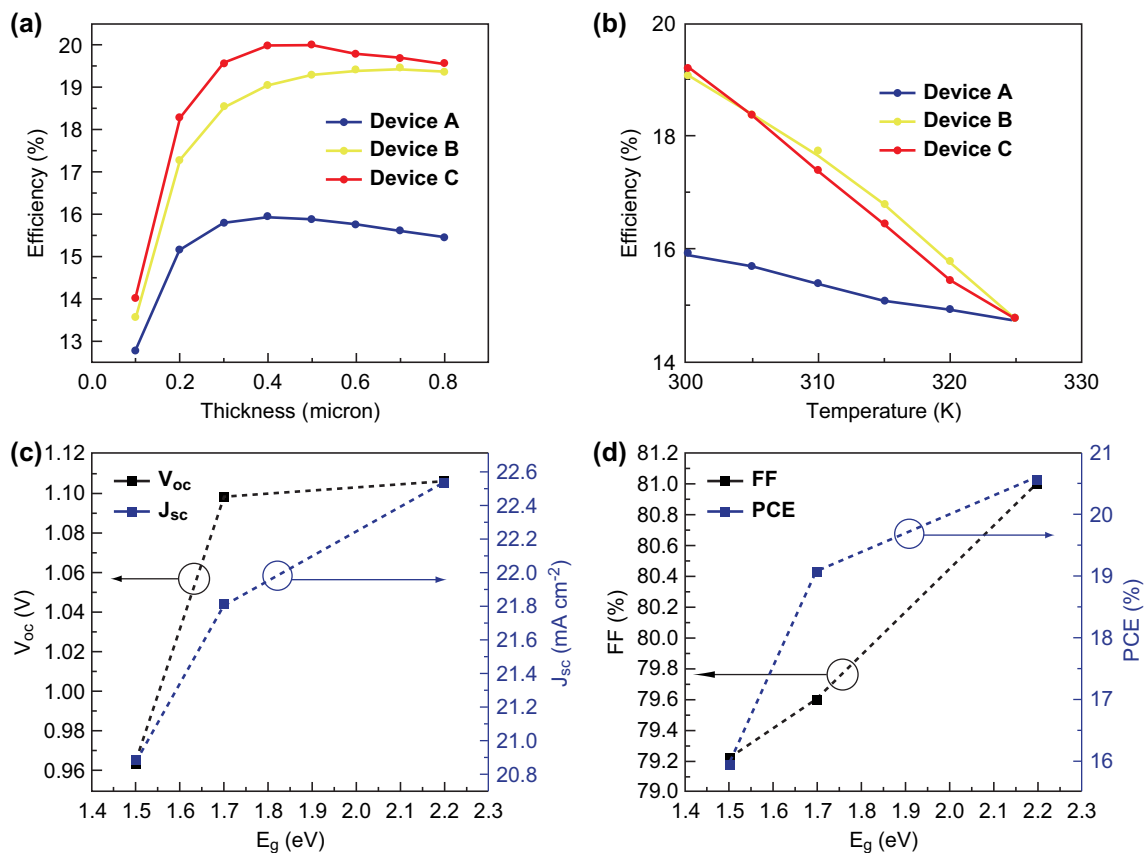 (a)
20
19
18
17
16
15
14
13
Efficiency (%)
Device A
Device B
Device C
0.0 0.2 0.4 0.6 0.8
Thickness (micron)
(b)
20
18
16
14
Efficiency (%)
Device A
Device B
Device C
300 310 320 330
Temperature (K)
(c)
1.12
1.10
1.08
1.06
1.04
1.02
1.00
0.98
0.96
Voc (V)
Voc
Jsc
22.6
22.4
22.2
22.0
21.8
21.6
21.4
21.2
21.0
20.8
Jsc (mA cm-2)
1.4 1.5 1.6 1.7 1.8 1.9 2.0 2.1 2.2 2.3
Eg (eV)
(d)
81.2
81.0
80.8
80.6
80.4
80.2
80.0
79.8
79.6
79.4
79.2
79.0
FF (%)
FF
PCE
21
20
19
18
17
16
PCE (%)
1.4 1.5 1.6 1.7 1.8 1.9 2.0 2.1 2.2 2.3
Eg (eV)